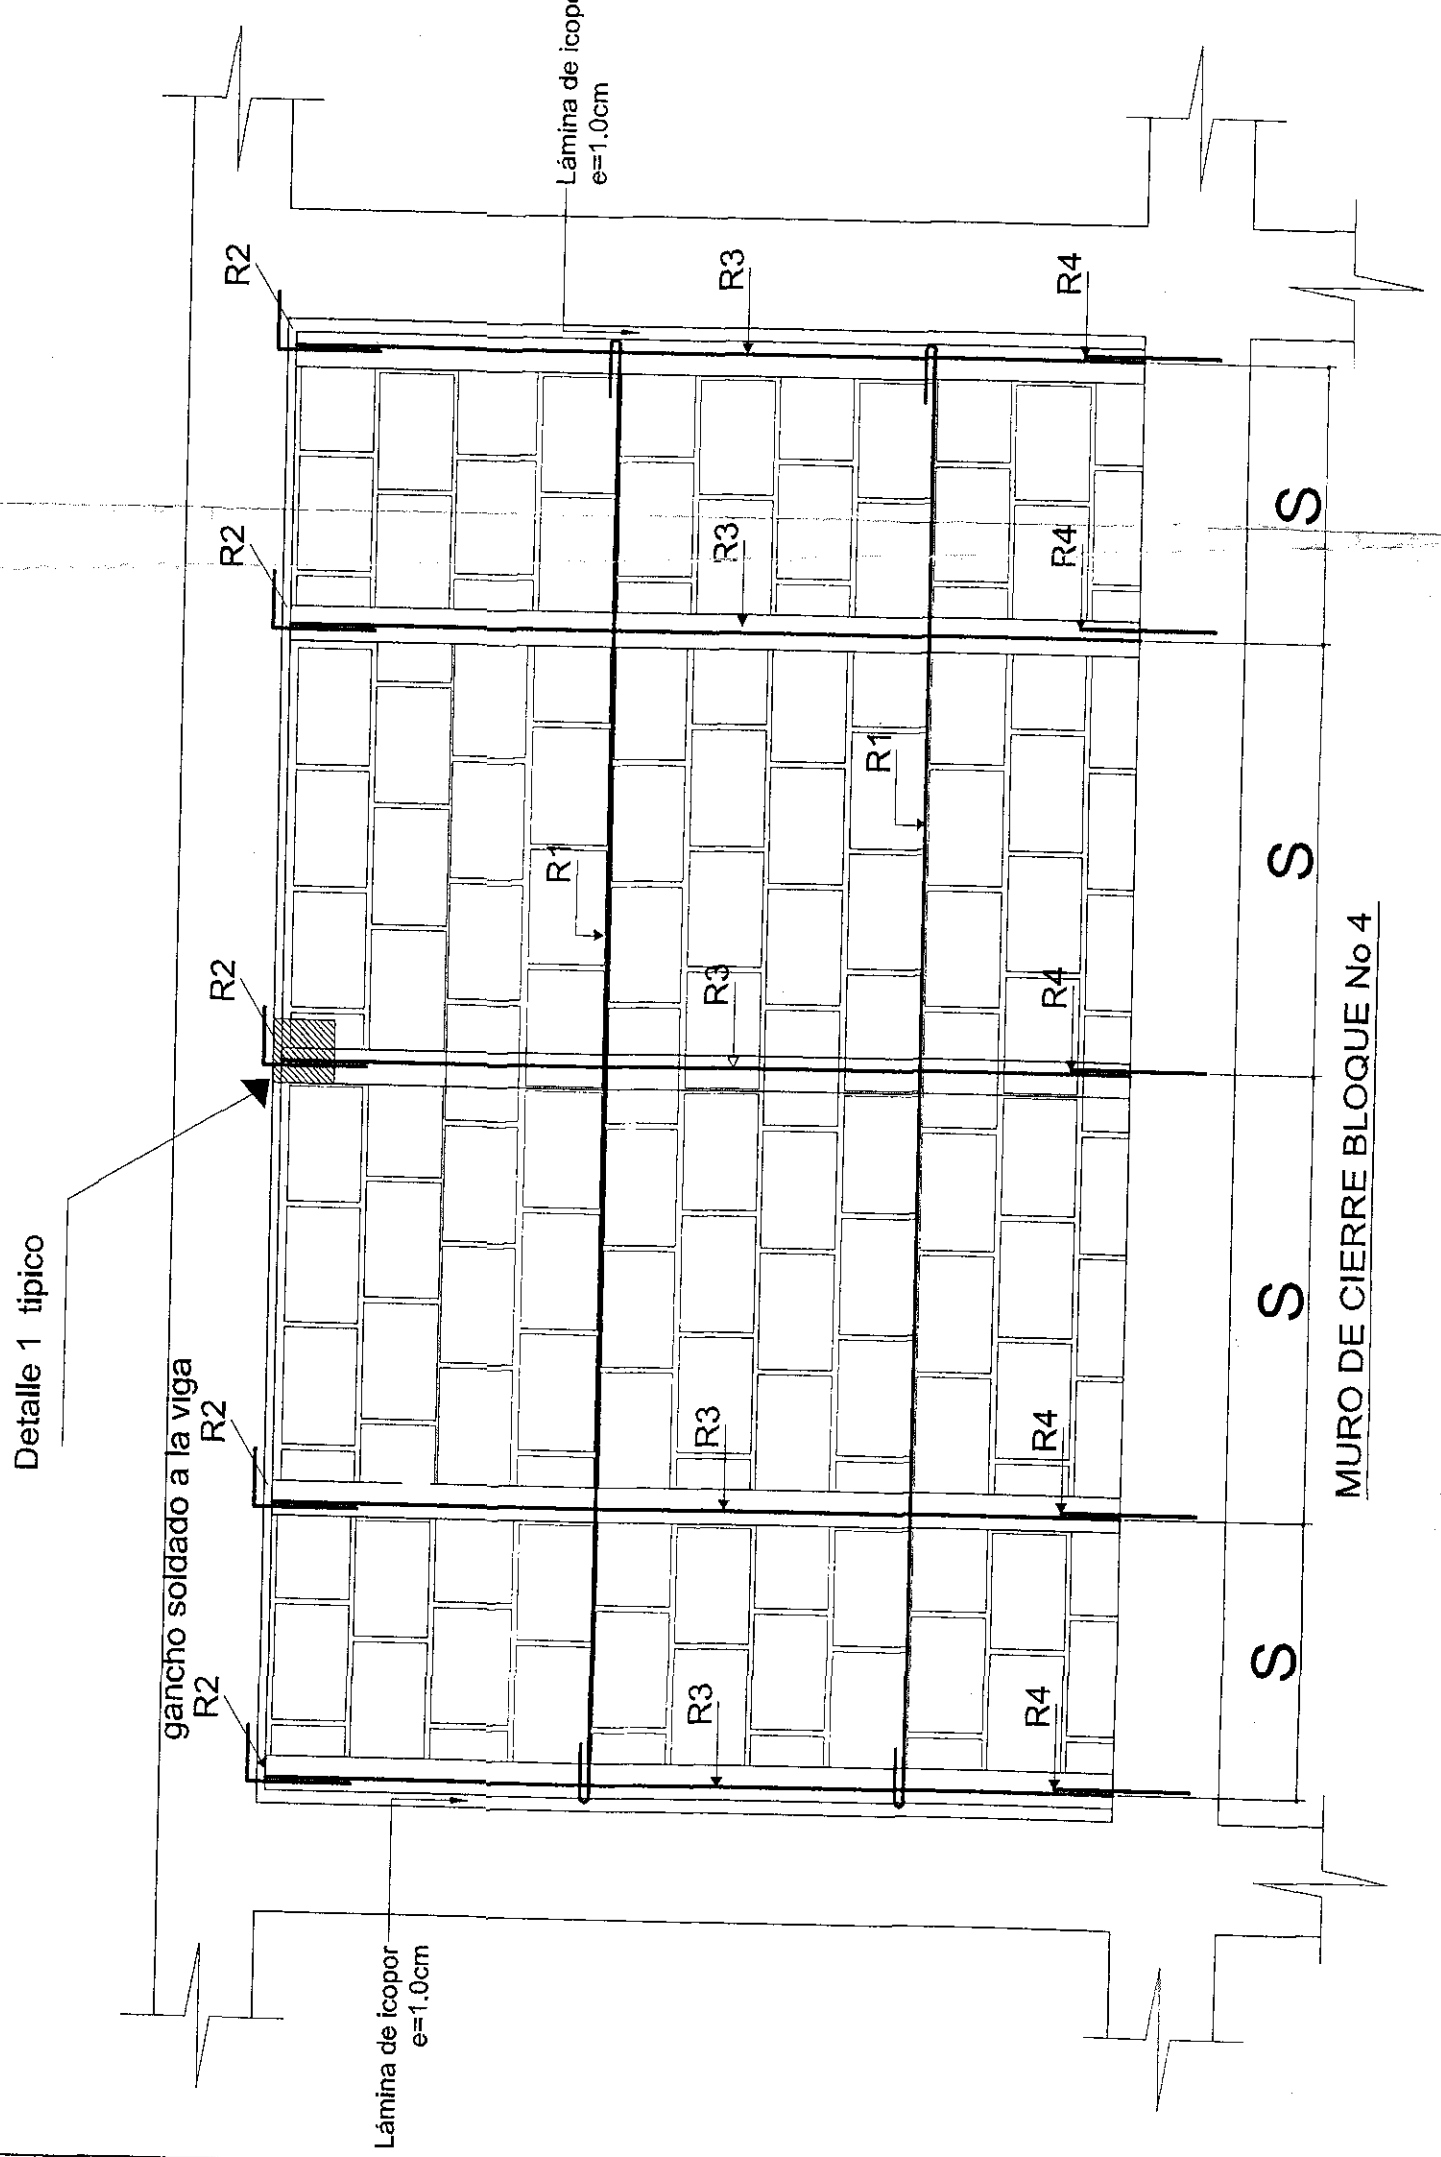 Detalle 1 tipico
gancho soldado a la viga
R2
R2
R2
R2
R2
Lámina de icopor
e=1.0cm
Lámina de
e=1.0cm
R1
R1
R3
R3
R3
R3
R3
R4
R4
R4
R4
R4
S
S
S
S
MURO DE CIERRE BLOQUE No 4